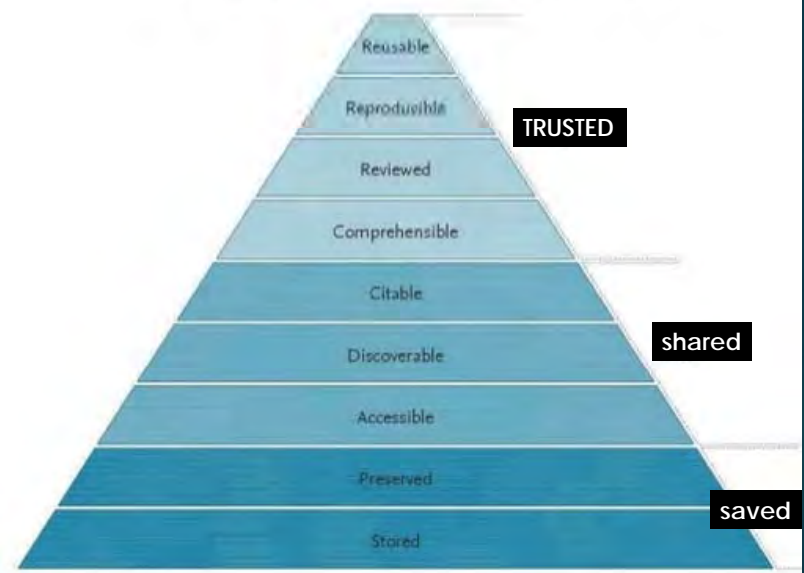 Reusable
Reproducible
TRUSTED
Reviewed
Comprehensible
Citable
shared
Discoverable
Accessible
Preserved
saved
Stored